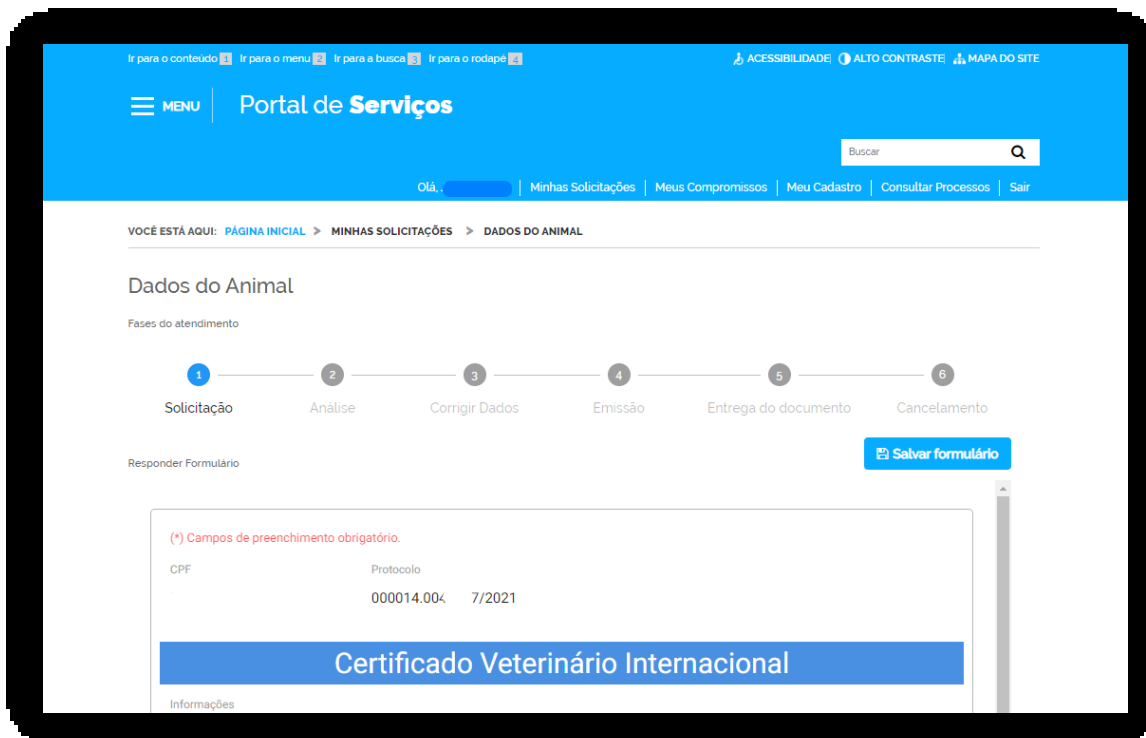 Ir para o conteúdo 1 Ir para o menu 2 Ir para a busca 3 Ir para o rodapé 4 ACESSIBILIDADE ALTO CONTRASTE MAPA DO SITE
MENU Portal de Serviços
Buscar
Olá, Minhas Solicitações Meus Compromissos Meu Cadastro Consultar Processos Sair
VOCÊ ESTÁ AQUI: PÁGINA INICIAL > MINHAS SOLICITAÇÕES > DADOS DO ANIMAL
Dados do Animal
Fases do atendimento
1 2 3 4 5 6
Solicitação Análise Corrigir Dados Emissão Entrega do documento Cancelamento
Salvar formulário
Responder Formulário
(*) Campos de preenchimento obrigatório.
CPF Protocolo
000014.004 7/2021
Certificado Veterinário Internacional
Informações